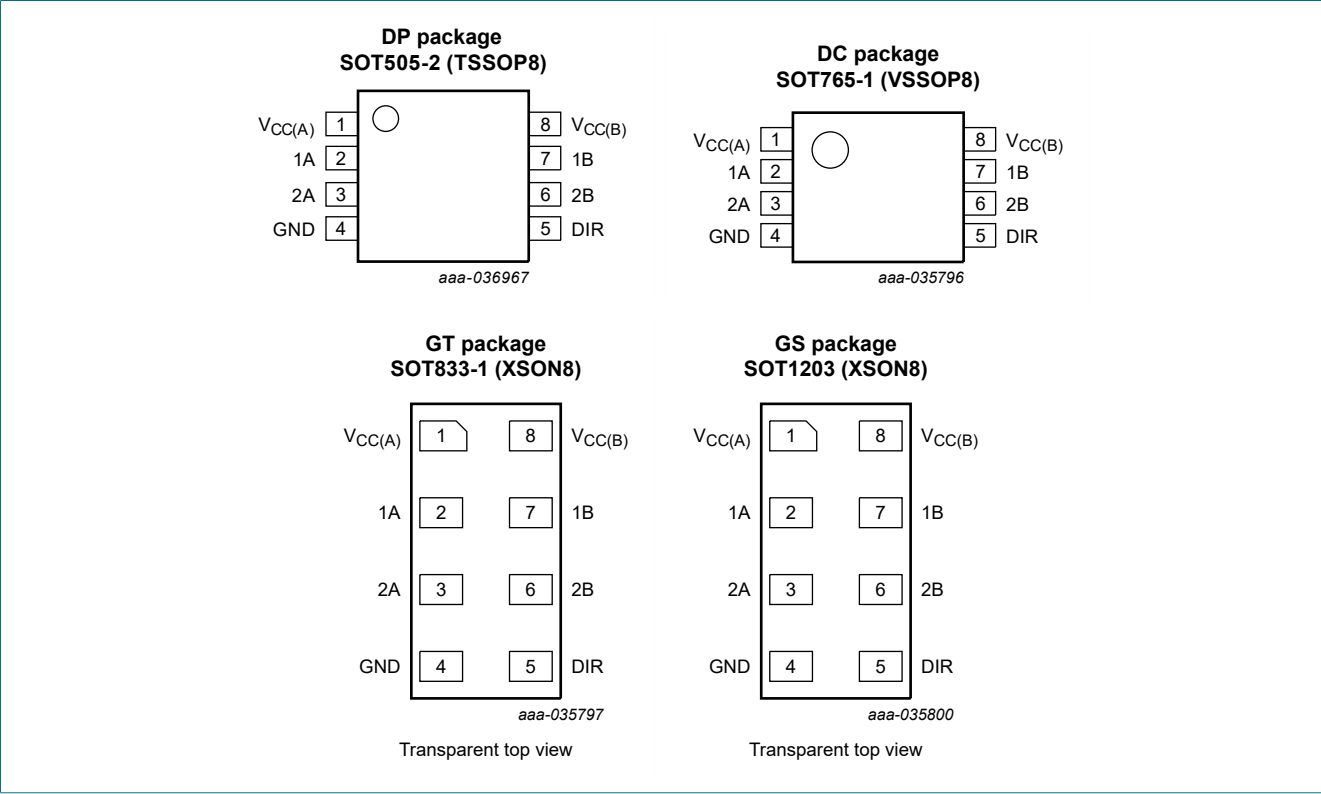 DP package
SOT505-2 (TSSOP8)
VCC(A) 1 8 VCC(B)
1A 2 7 1B
2A 3 6 2B
GND 4 5 DIR
aaa-036967
DC package
SOT765-1 (VSSOP8)
VCC(A) 1 8 VCC(B)
1A 2 7 1B
2A 3 6 2B
GND 4 5 DIR
aaa-035796
GT package
SOT833-1 (XSON8)
VCC(A) 1 8 VCC(B)
1A 2 7 1B
2A 3 6 2B
GND 4 5 DIR
aaa-035797
Transparent top view
GS package
SOT1203 (XSON8)
VCC(A) 1 8 VCC(B)
1A 2 7 1B
2A 3 6 2B
GND 4 5 DIR
aaa-035800
Transparent top view